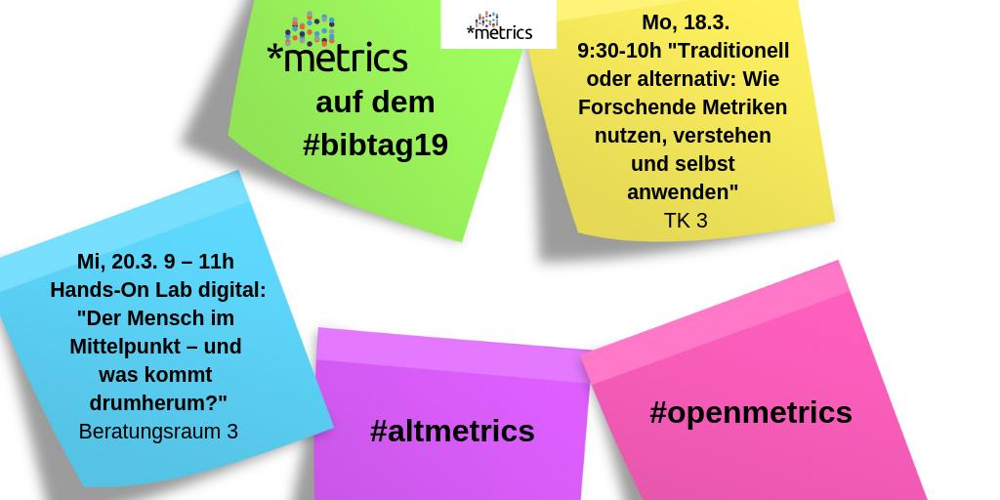 *metrics
auf dem
#bibtag19
*metrics
Mo, 18.3.
9:30-10h "Traditionell
oder alternativ: Wie
Forschende Metriken
nutzen, verstehen
und selbst
anwenden"
TK 3
Mi, 20.3. 9 – 11h
Hands-On Lab digital:
"Der Mensch im
Mittelpunkt – und
was kommt
drumherum?"
Beratungsraum 3
#altmetrics
#openmetrics